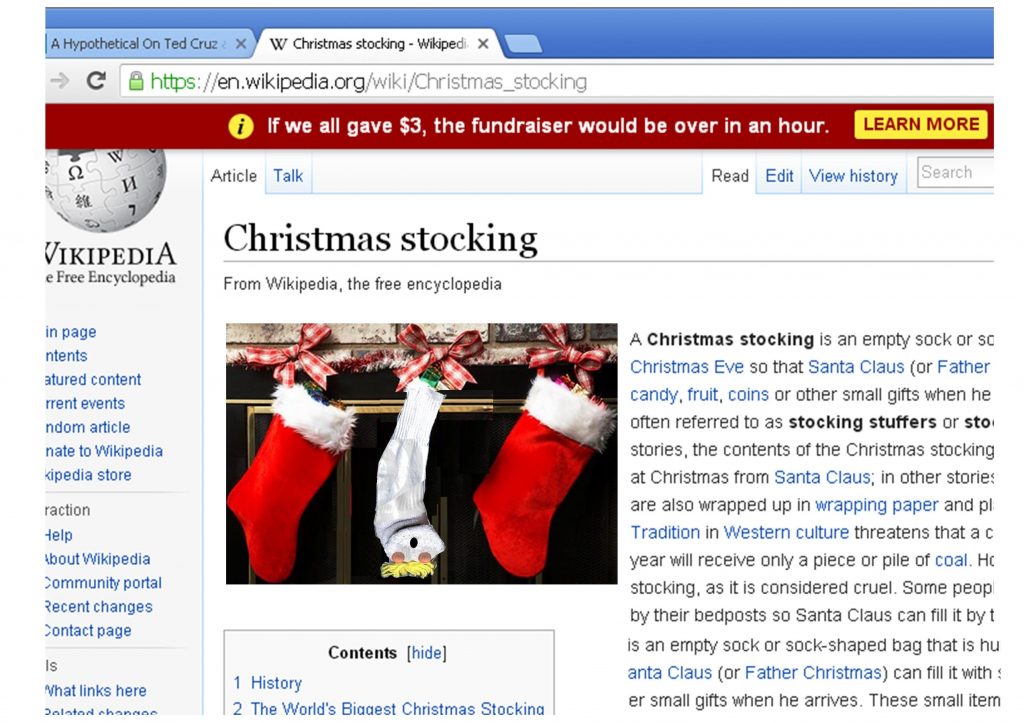 A Hypothetical On Ted Cruz
Christmas stocking - Wikiped
https://en.wikipedia.org/wiki/Christmas_stocking
i If we all gave $3, the fundraiser would be over in an hour. LEARN MORE
Article Talk Read Edit View history Search
WIKIPEDIA
e Free Encyclopedia
Christmas stocking
From Wikipedia, the free encyclopedia
in page
ntents
atured content
rrent events
ndom article
nate to Wikipedia
kipedia store
raction
Help
About Wikipedia
Community portal
Recent changes
Contact page
ls
What links here
Related changes
A Christmas stocking is an empty sock or so
Christmas Eve so that Santa Claus (or Father
candy, fruit, coins or other small gifts when he
often referred to as stocking stuffers or sto
stories, the contents of the Christmas stocking
at Christmas from Santa Claus; in other stories
are also wrapped up in wrapping paper and pl
Tradition in Western culture threatens that a c
year will receive only a piece or pile of coal. Ho
stocking, as it is considered cruel. Some peopl
by their bedposts so Santa Claus can fill it by t
is an empty sock or sock-shaped bag that is hu
anta Claus (or Father Christmas) can fill it with s
er small gifts when he arrives. These small item
Contents [hide]
1 History
2 The World's Biggest Christmas Stocking